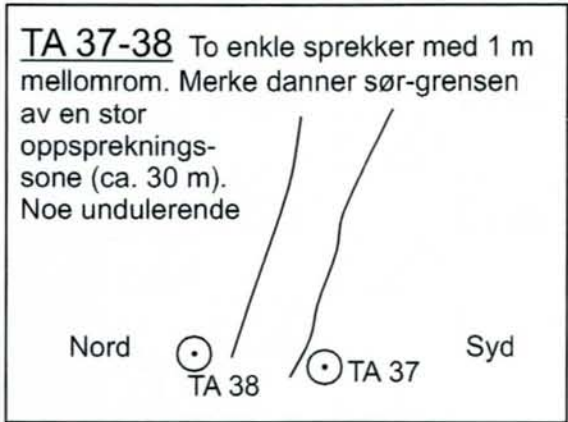 TA 37-38 To enkle sprekker med 1 m
mellomrom. Merke danner sør-grensen
av en stor
oppspreknings-
sone (ca. 30 m).
Noe undulerende
Nord
Syd
TA 38
TA 37